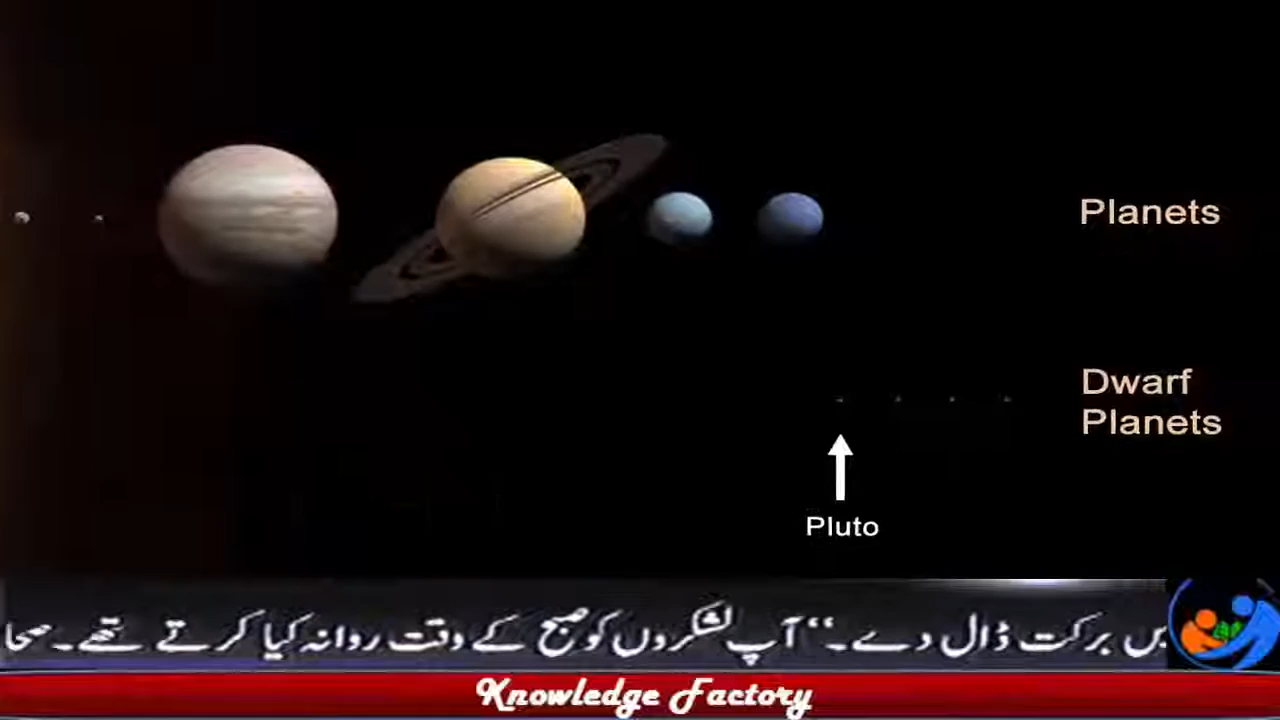 Planets
Dwarf
Planets
Pluto
برکت ڈال دے۔‘‘ آپ لشکروں کو صبح کے وقت روانہ کیا کرتے تھے۔
Knowledge Factory